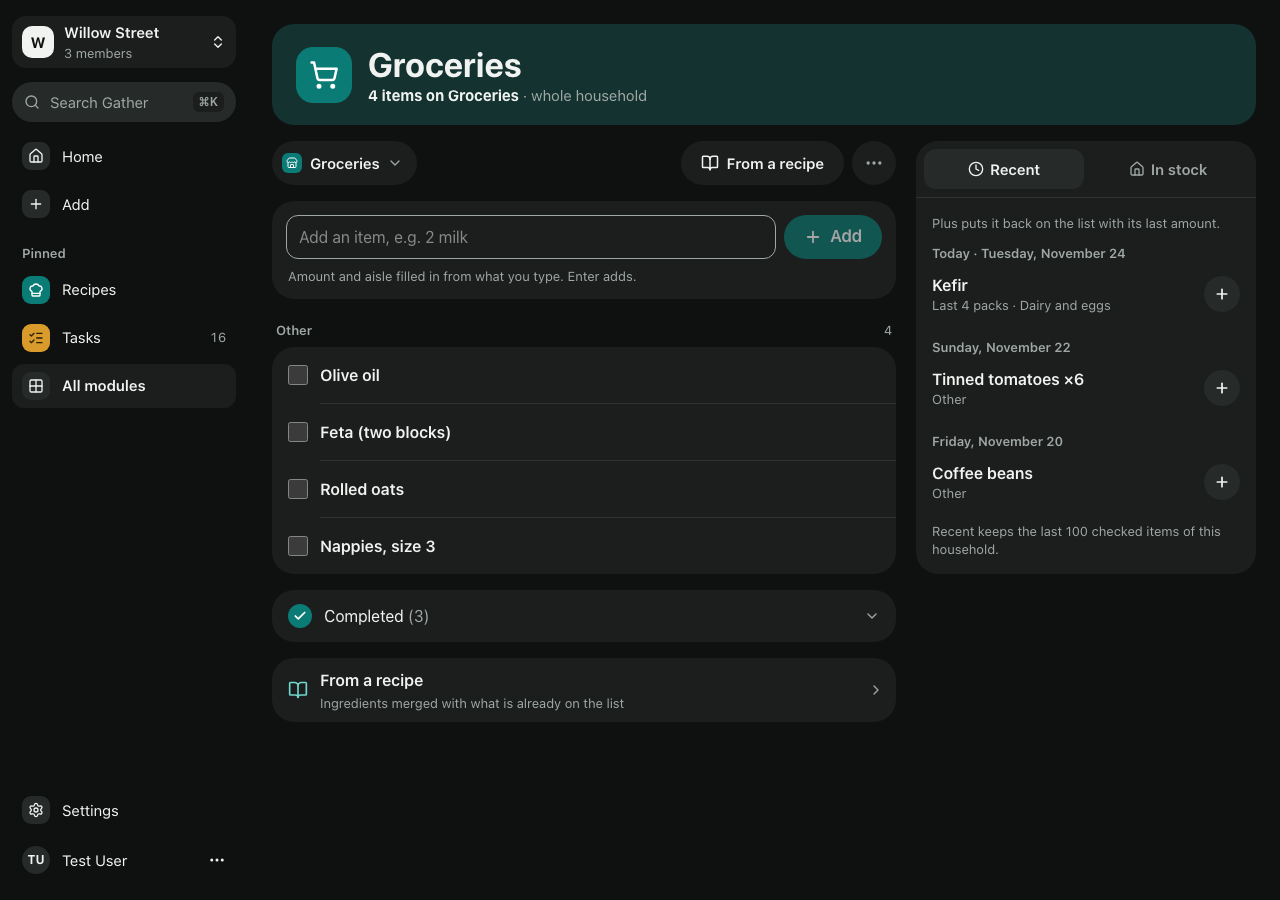 W
Willow Street
3 members
Search Gather
⌘K
Home
Add
Pinned
Recipes
Tasks
16
All modules
Settings
TU
Test User
Groceries
4 items on Groceries · whole household
Groceries
From a recipe
Add an item, e.g. 2 milk
Add
Amount and aisle filled in from what you type. Enter adds.
Other
4
Olive oil
Feta (two blocks)
Rolled oats
Nappies, size 3
Completed (3)
From a recipe
Ingredients merged with what is already on the list
Recent
In stock
Plus puts it back on the list with its last amount.
Today · Tuesday, November 24
Kefir
Last 4 packs · Dairy and eggs
Sunday, November 22
Tinned tomatoes ×6
Other
Friday, November 20
Coffee beans
Other
Recent keeps the last 100 checked items of this
household.